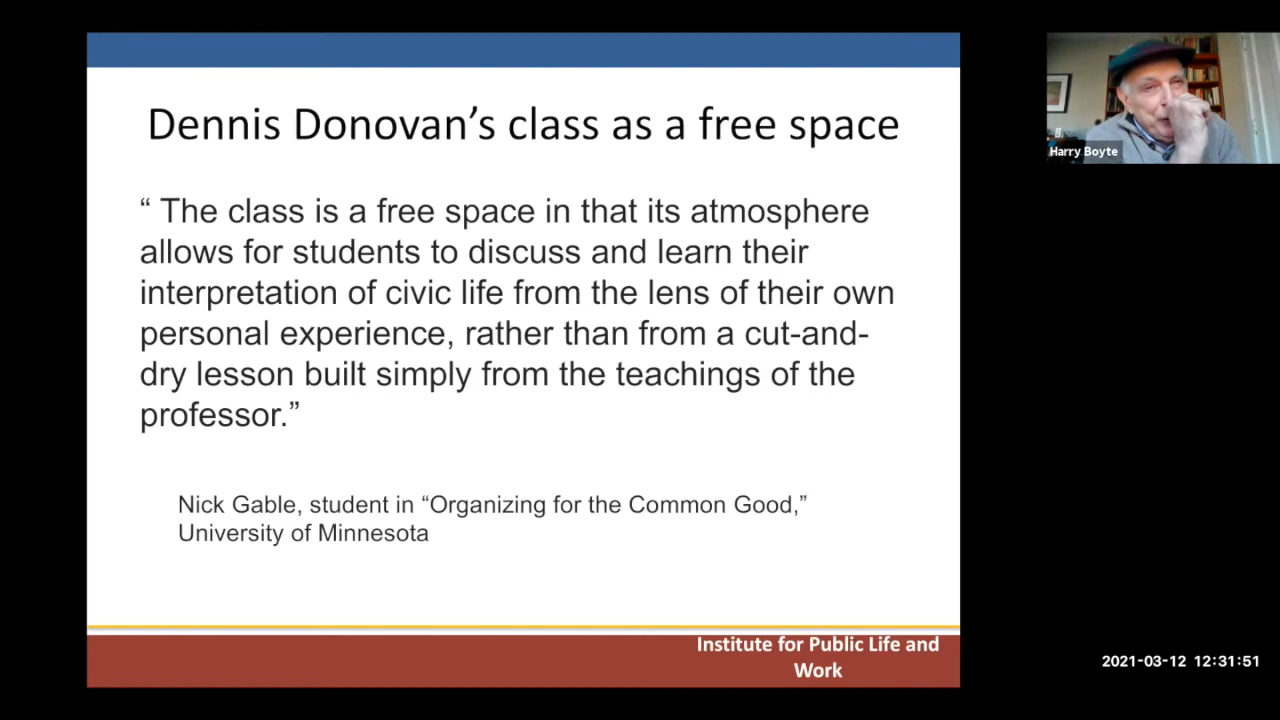 Dennis Donovan’s class as a free space
“ The class is a free space in that its atmosphere
allows for students to discuss and learn their
interpretation of civic life from the lens of their own
personal experience, rather than from a cut-and-
dry lesson built simply from the teachings of the
professor.”
Nick Gable, student in “Organizing for the Common Good,”
University of Minnesota
Institute for Public Life and
Work
Harry Boyte
2021-03-12 12:31:51